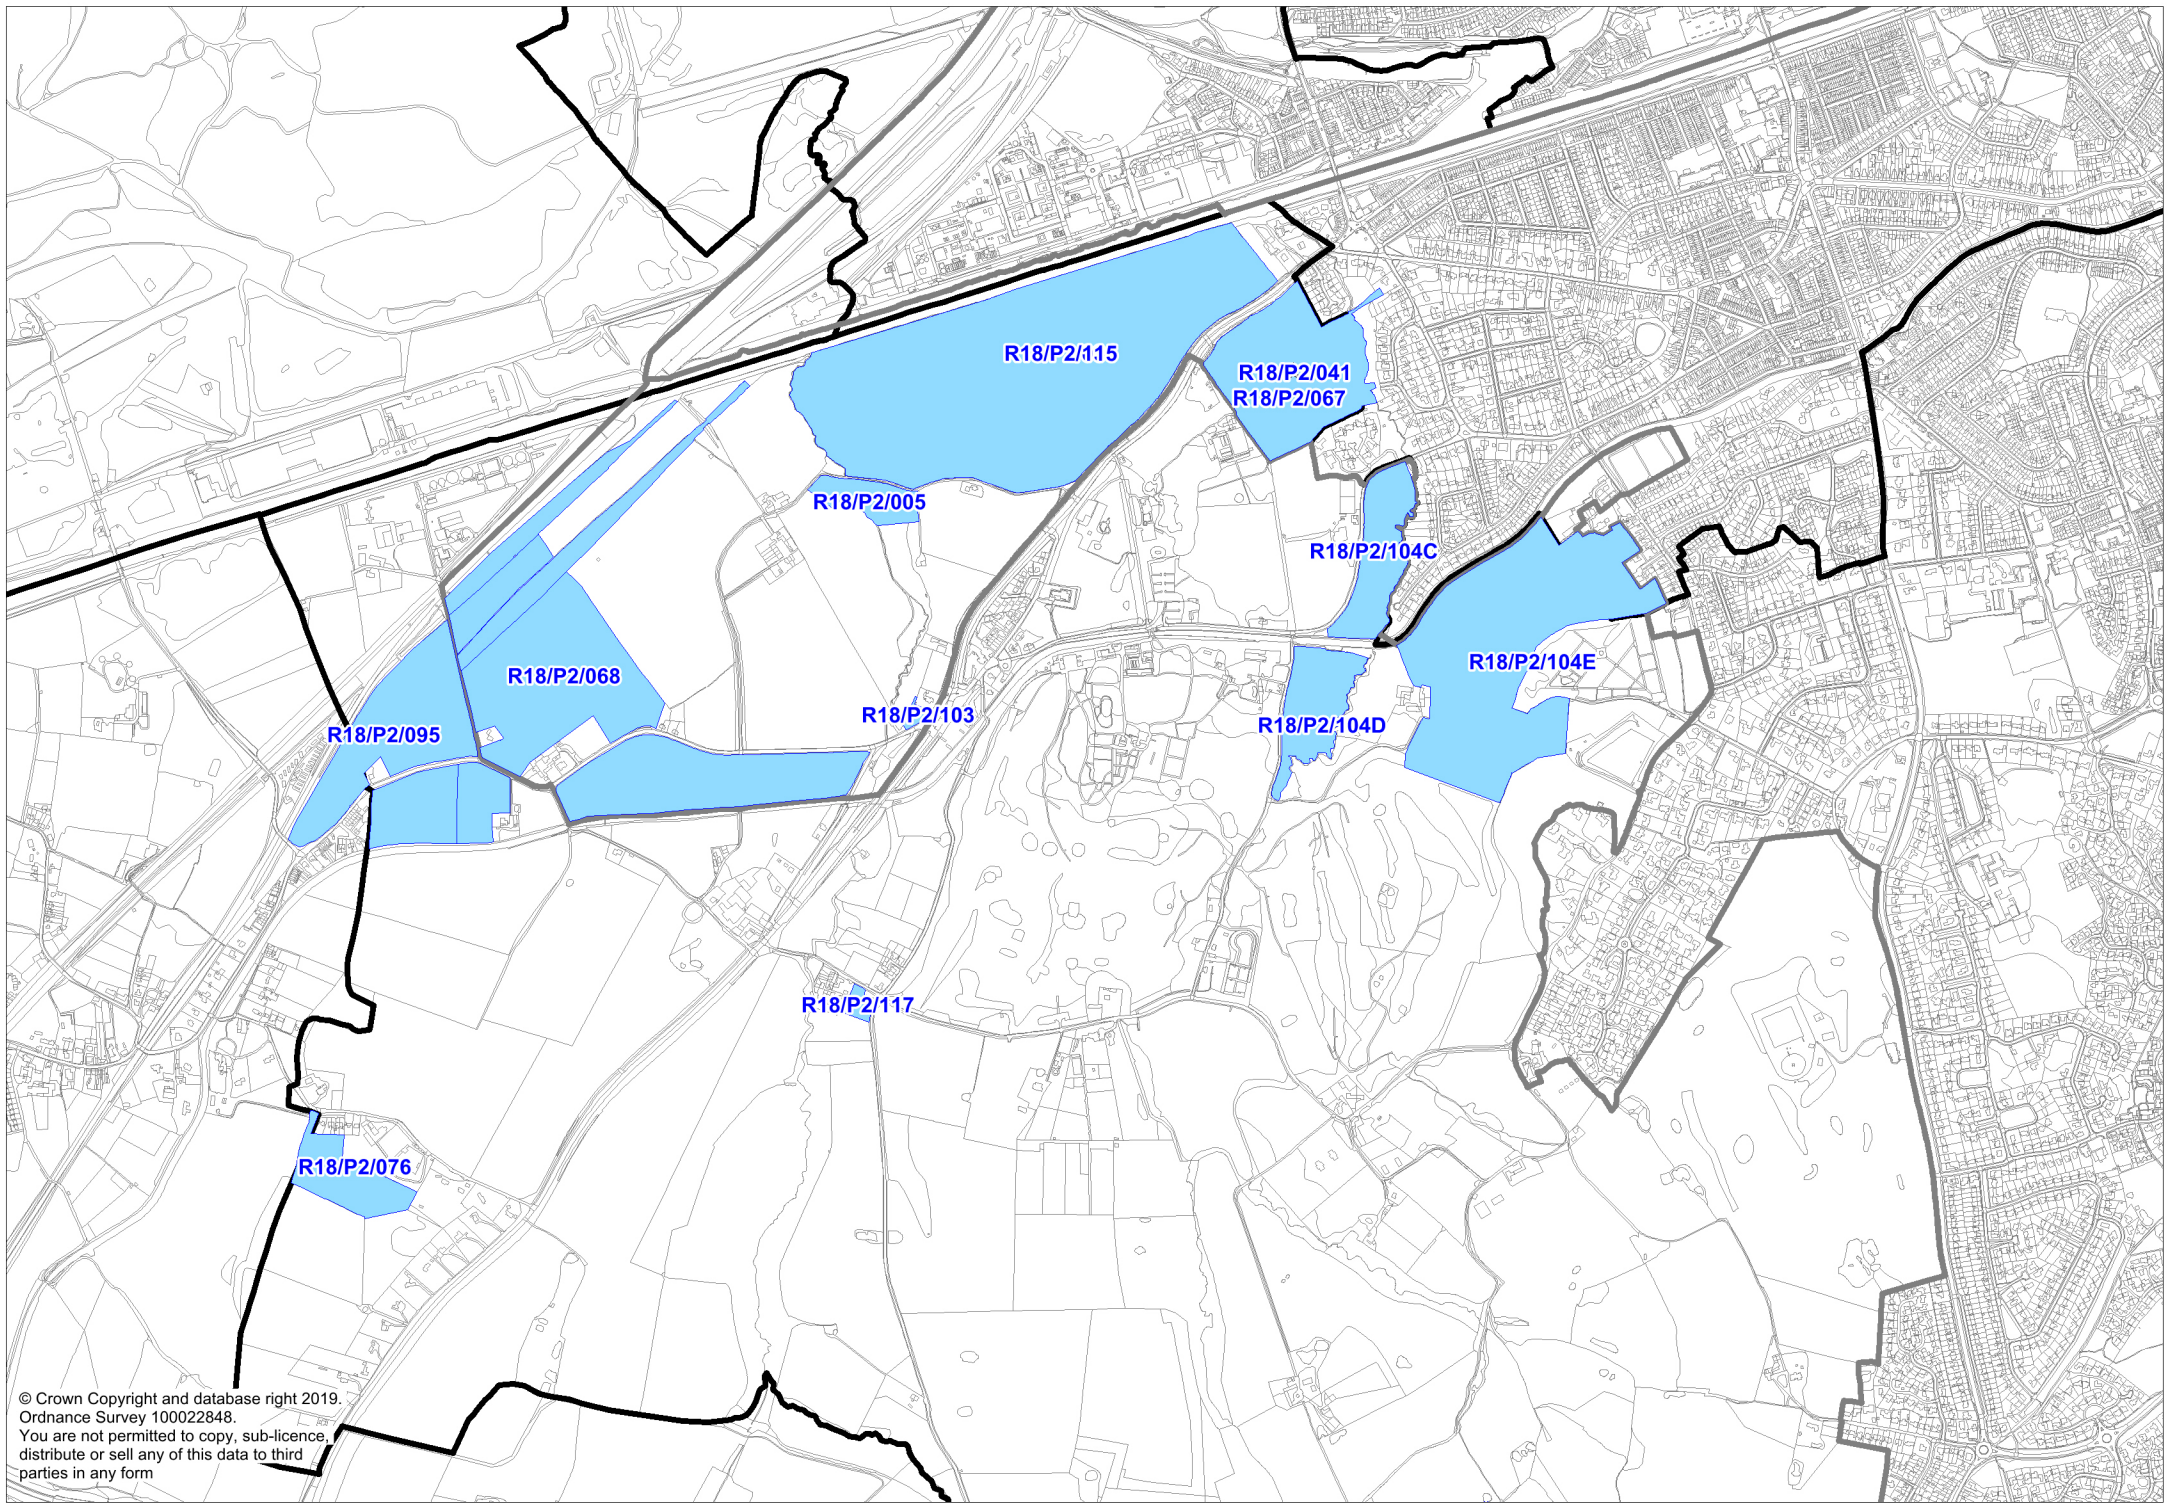 R18/P2/115
R18/P2/041
R18/P2/067
R18/P2/005
R18/P2/104C
R18/P2/104E
R18/P2/068
R18/P2/103
R18/P2/104D
R18/P2/095
R18/P2/117
R18/P2/076
© Crown Copyright and database right 2019.
Ordnance Survey 100022848.
You are not permitted to copy, sub-licence,
distribute or sell any of this data to third
parties in any form